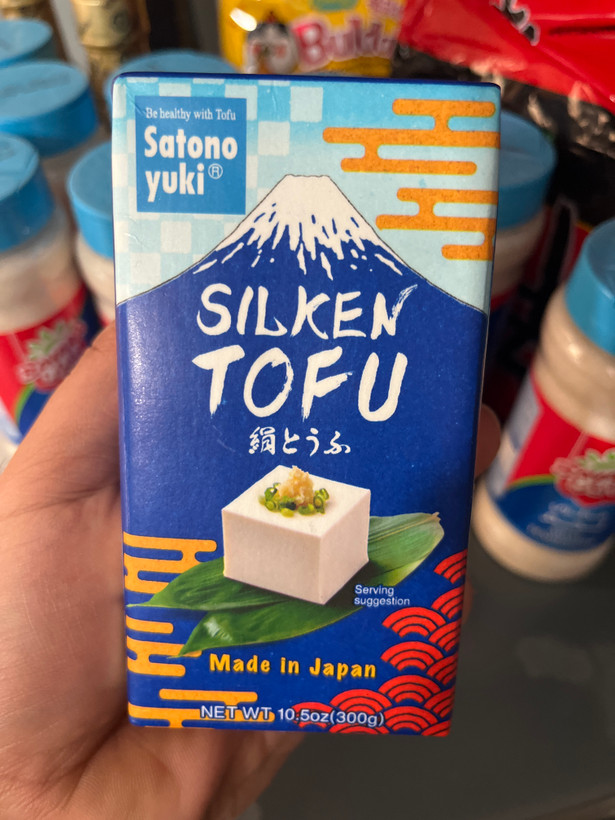 Be healthy with Tofu
Satono
yuki®
SILKEN
TOFU
絹とうふ
Serving
suggestion
Made in Japan
NET WT 10.5oz(300g)